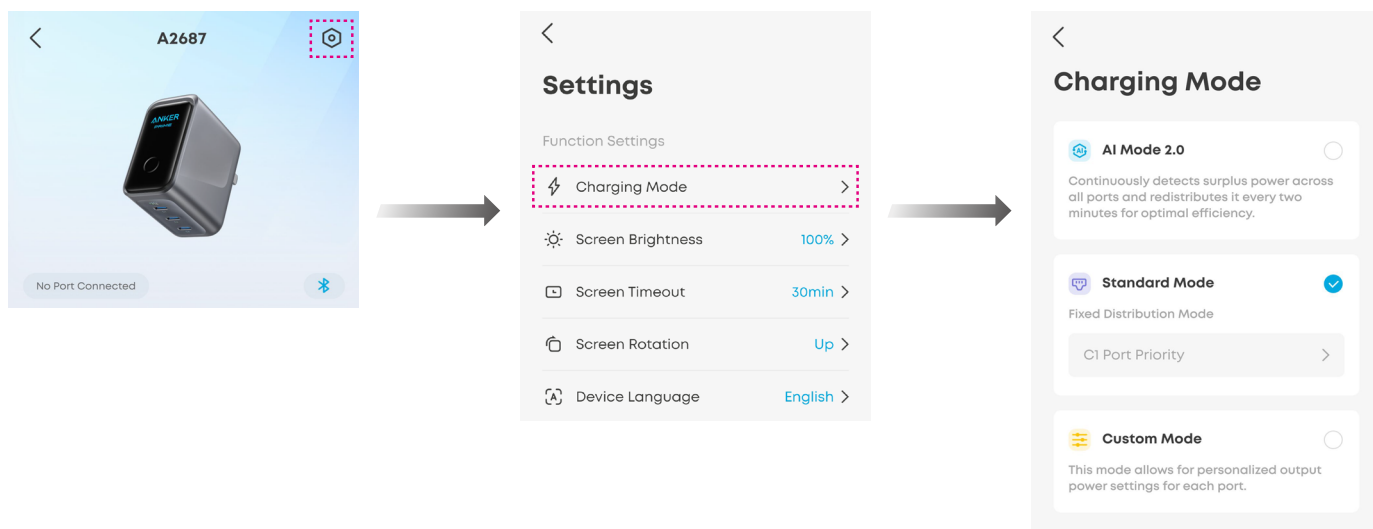 A2687
ANKER
No Port Connected
Settings
Function Settings
Charging Mode
Screen Brightness 100%
Screen Timeout 30min
Screen Rotation Up
Device Language English
Charging Mode
AI
AI Mode 2.0
Continuously detects surplus power across
all ports and redistributes it every two
minutes for optimal efficiency.
Standard Mode
Fixed Distribution Mode
C1 Port Priority
Custom Mode
This mode allows for personalized output
power settings for each port.